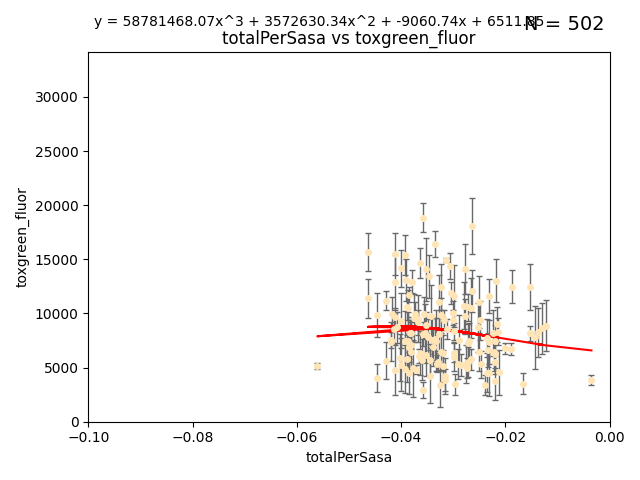 y = 58781468.07x^3 + 3572630.34x^2 + -9060.74x + 6511.85
N = 502
totalPerSasa vs toxgreen_fluor
30000
25000
20000
15000
10000
5000
0
toxgreen_fluor
−0.10 −0.08 −0.06 −0.04 −0.02 0.00
totalPerSasa